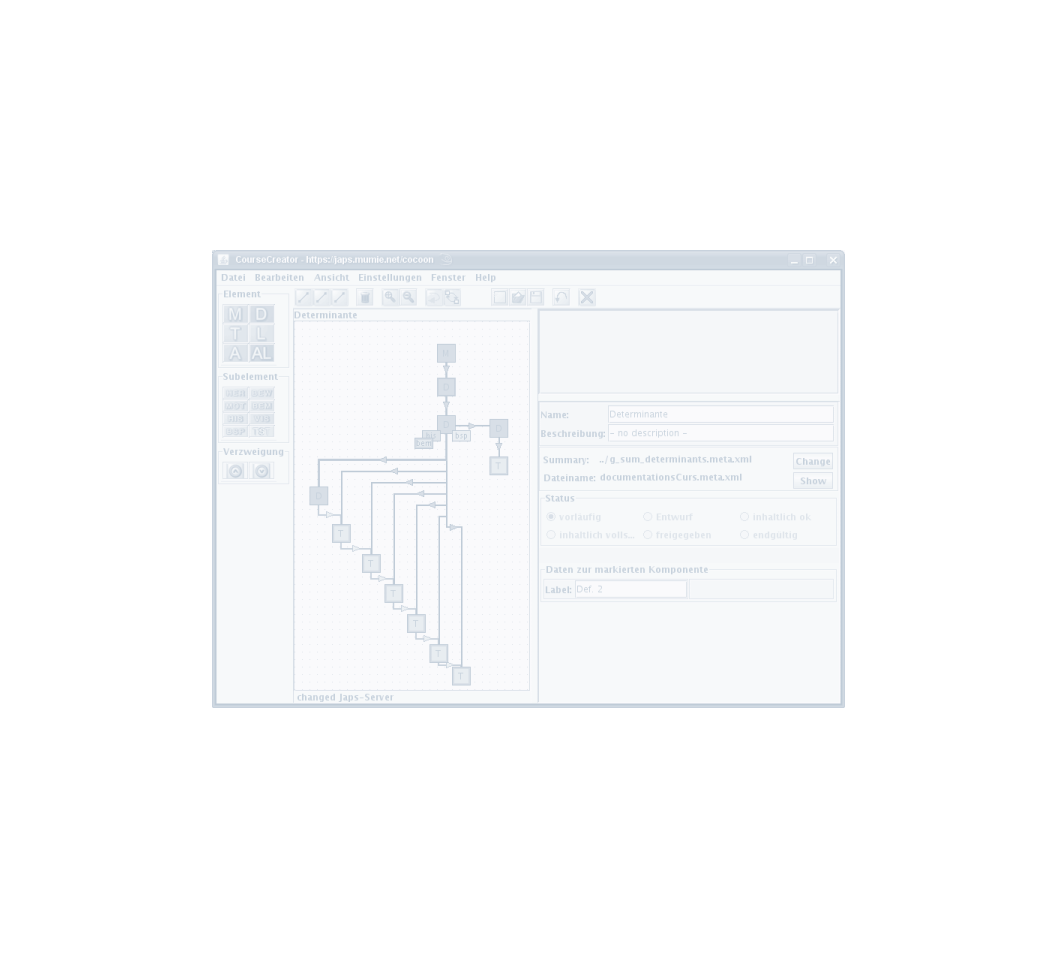 CourseCreator - https://japs.mumie.net/cocoon
Datei Bearbeiten Ansicht Einstellungen Fenster Help
Element
M D
T L
A AL
Subelement
Verzweigung
Determinante
D
D
D
T
bem
bsp
D
T
T
T
T
T
T
changed Japs-Server
Name: Determinante
Beschreibung: - no description -
Summary: ../g_sum_determinants.meta.xml Change
Dateiname: documentationsCurs.meta.xml Show
Status
vorläufig Entwurf inhaltlich ok
inhaltlich volls... freigegeben endgültig
Daten zur markierten Komponente
Label: Def. 2